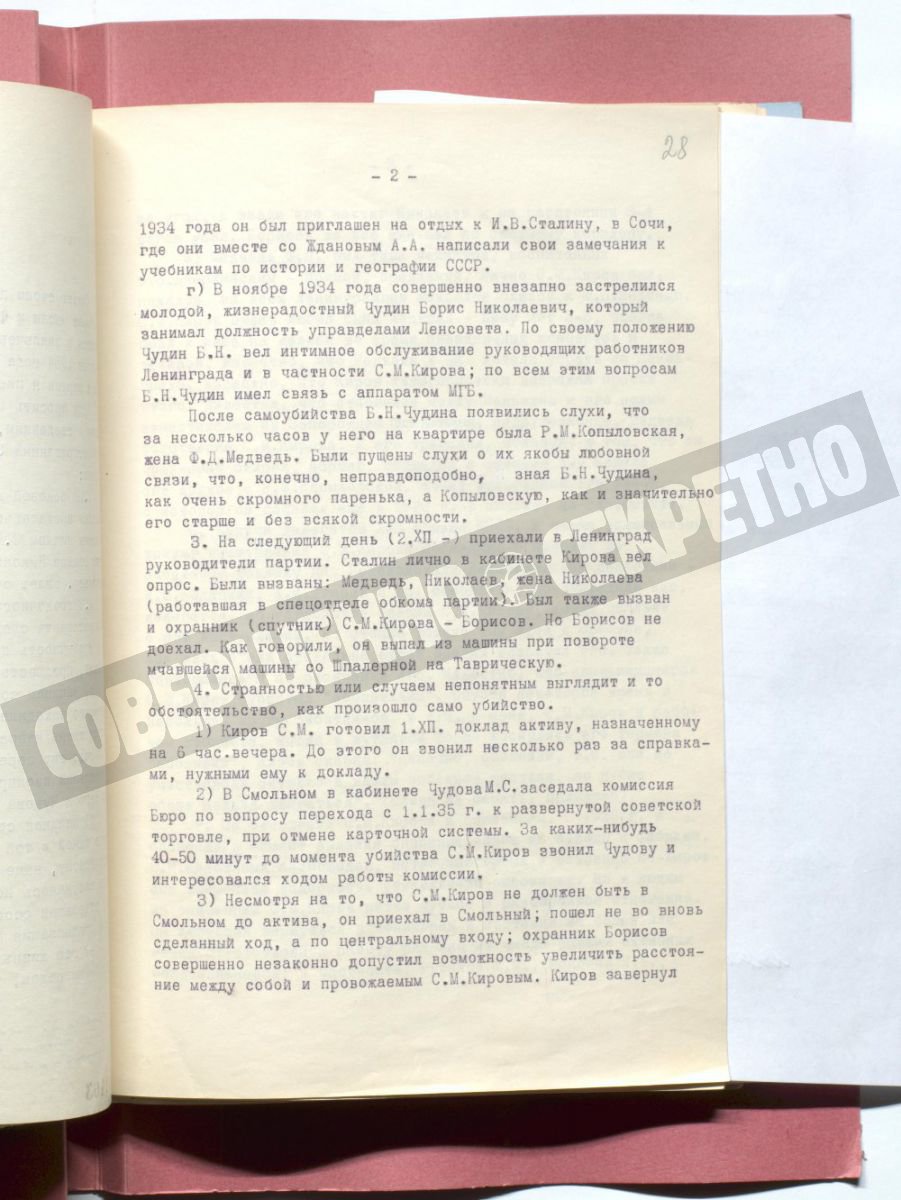 28
- 2 -
1934 года он был приглашен на отдых к И.В.Сталину, в Сочи,
где они вместе со Ждановым А.А. написали свои замечания к
учебникам по истории и географии СССР.
г) В ноябре 1934 года совершенно внезапно застрелился
молодой, жизнерадостный Чудин Борис Николаевич, который
занимал должность управделами Ленсовета. По своему положению
Чудин Б.Н. вел интимное обслуживание руководящих работников
Ленинграда и в частности С.М.Кирова; по всем этим вопросам
Б.Н.Чудин имел связь с аппаратом МГБ.
После самоубийства Б.Н.Чудина появились слухи, что
за несколько часов у него на квартире была Р.М.Копыловская,
жена Ф.Д.Медведь. Были пущены слухи о их якобы любовной
связи, что, конечно, неправдоподобно, зная Б.Н.Чудина,
как очень скромного паренька, а Копыловскую, как и значительно
его старше и без всякой скромности.
3. На следующий день (2.ХП -) приехали в Ленинград
руководители партии. Сталин лично в кабинете Кирова вел
опрос. Были вызваны: Медведь, Николаев, жена Николаева
(работавшая в спецотделе обкома партии). Был также вызван
и охранник (спутник) С.М.Кирова - Борисов. Но Борисов не
доехал. Как говорили, он выпал из машины при повороте
мчавшейся машины со Шпалерной на Таврическую.
4. Странностью или случаем непонятным выглядит и то
обстоятельство, как произошло само убийство.
1) Киров С.М. готовил 1.ХП. доклад активу, назначенному
на 6 час.вечера. До этого он звонил несколько раз за справка-
ми, нужными ему к докладу.
2) В Смольном в кабинете Чудова М.С. заседала комиссия
Бюро по вопросу перехода с 1.1.35 г. к развернутой советской
торговле, при отмене карточной системы. За каких-нибудь
40-50 минут до момента убийства С.М.Киров звонил Чудову и
интересовался ходом работы комиссии.
3) Несмотря на то, что С.М.Киров не должен быть в
Смольном до актива, он приехал в Смольный; пошел не во вновь
сделанный ход, а по центральному входу; охранник Борисов
совершенно незаконно допустил возможность увеличить расстоя-
ние между собой и провожаемым С.М.Кировым. Киров завернул
СОВЕРШЕННО СЕКРЕТНО